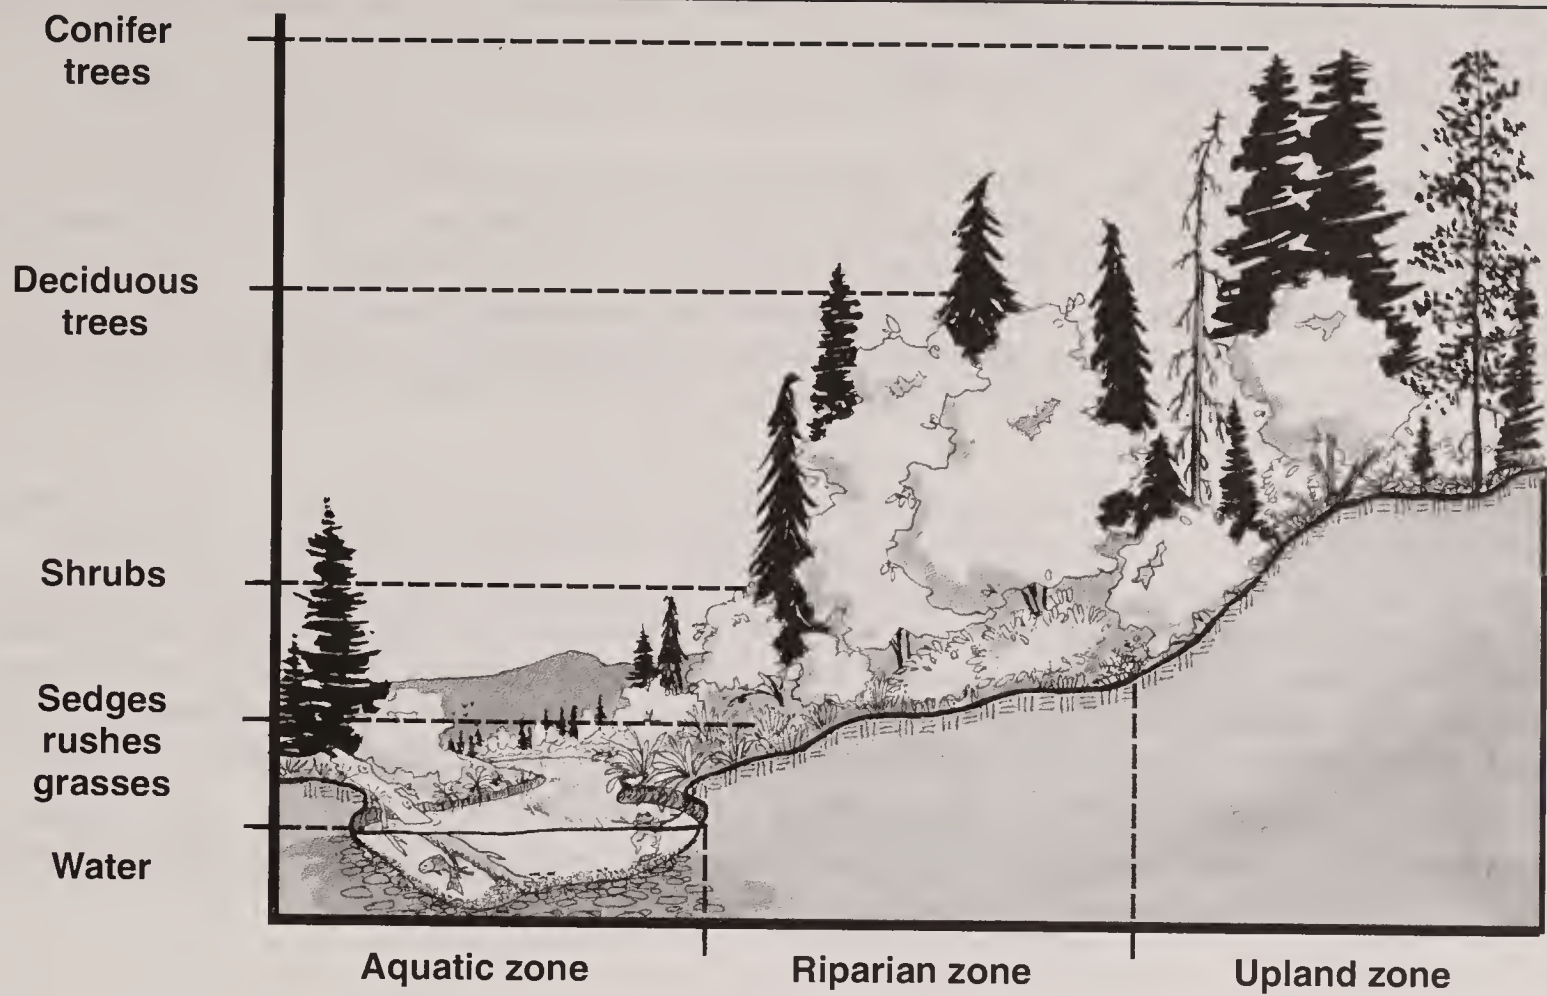 Conifer
trees
Deciduous
trees
Shrubs
Sedges
rushes
grasses
Water
Aquatic zone
Riparian zone
Upland zone